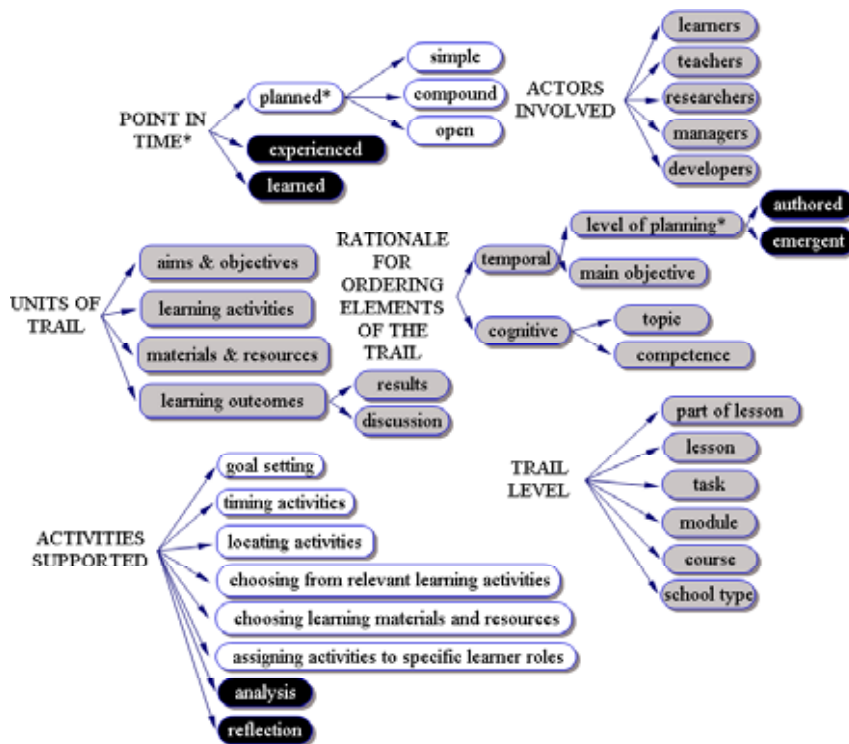 POINT IN
TIME*
planned*
experienced
learned
simple
compound
open
ACTORS
INVOLVED
learners
teachers
researchers
managers
developers
UNITS OF
TRAIL
aims & objectives
learning activities
materials & resources
learning outcomes
results
discussion
RATIONALE
FOR
ORDERING
ELEMENTS
OF THE
TRAIL
temporal
cognitive
level of planning*
main objective
authored
emergent
topic
competence
ACTIVITIES
SUPPORTED
goal setting
timing activities
locating activities
choosing from relevant learning activities
choosing learning materials and resources
assigning activities to specific learner roles
analysis
reflection
TRAIL
LEVEL
part of lesson
lesson
task
module
course
school type